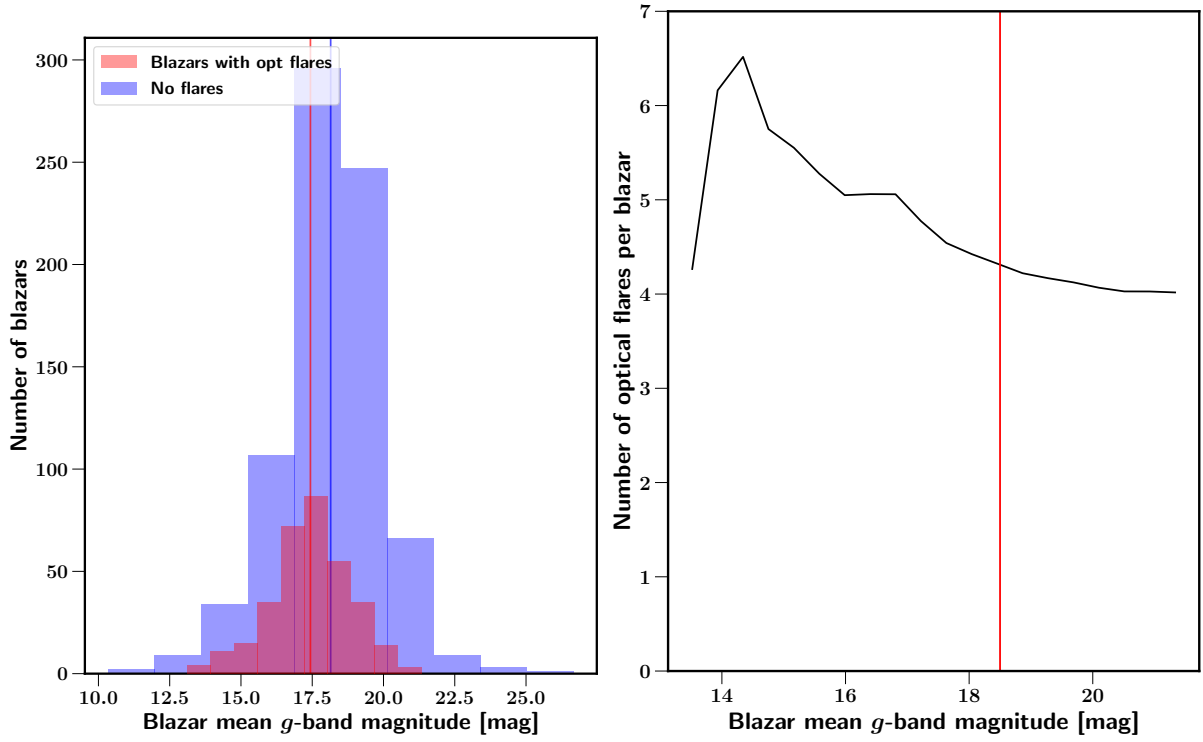 Blazars with opt flares
No flares
300
250
200
150
100
50
0
Number of blazars
10.0 12.5 15.0 17.5 20.0 22.5 25.0
Blazar mean g-band magnitude [mag]
7
6
5
4
3
2
1
0
Number of optical flares per blazar
14 16 18 20
Blazar mean g-band magnitude [mag]